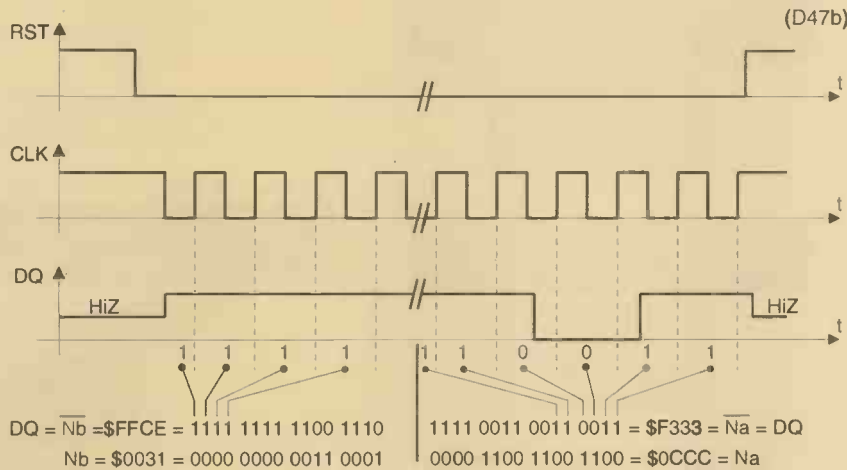 (D47b)
RST
t
CLK
t
DQ
HiZ
HiZ
t
1 1 1 1 1 1 0 0 1 1
DQ = Nb = $FFCE = 1111 1111 1100 1110
1111 0011 0011 0011 = $F333 = Na = DQ
Nb = $0031 = 0000 0000 0011 0001
0000 1100 1100 1100 = $0CCC = Na